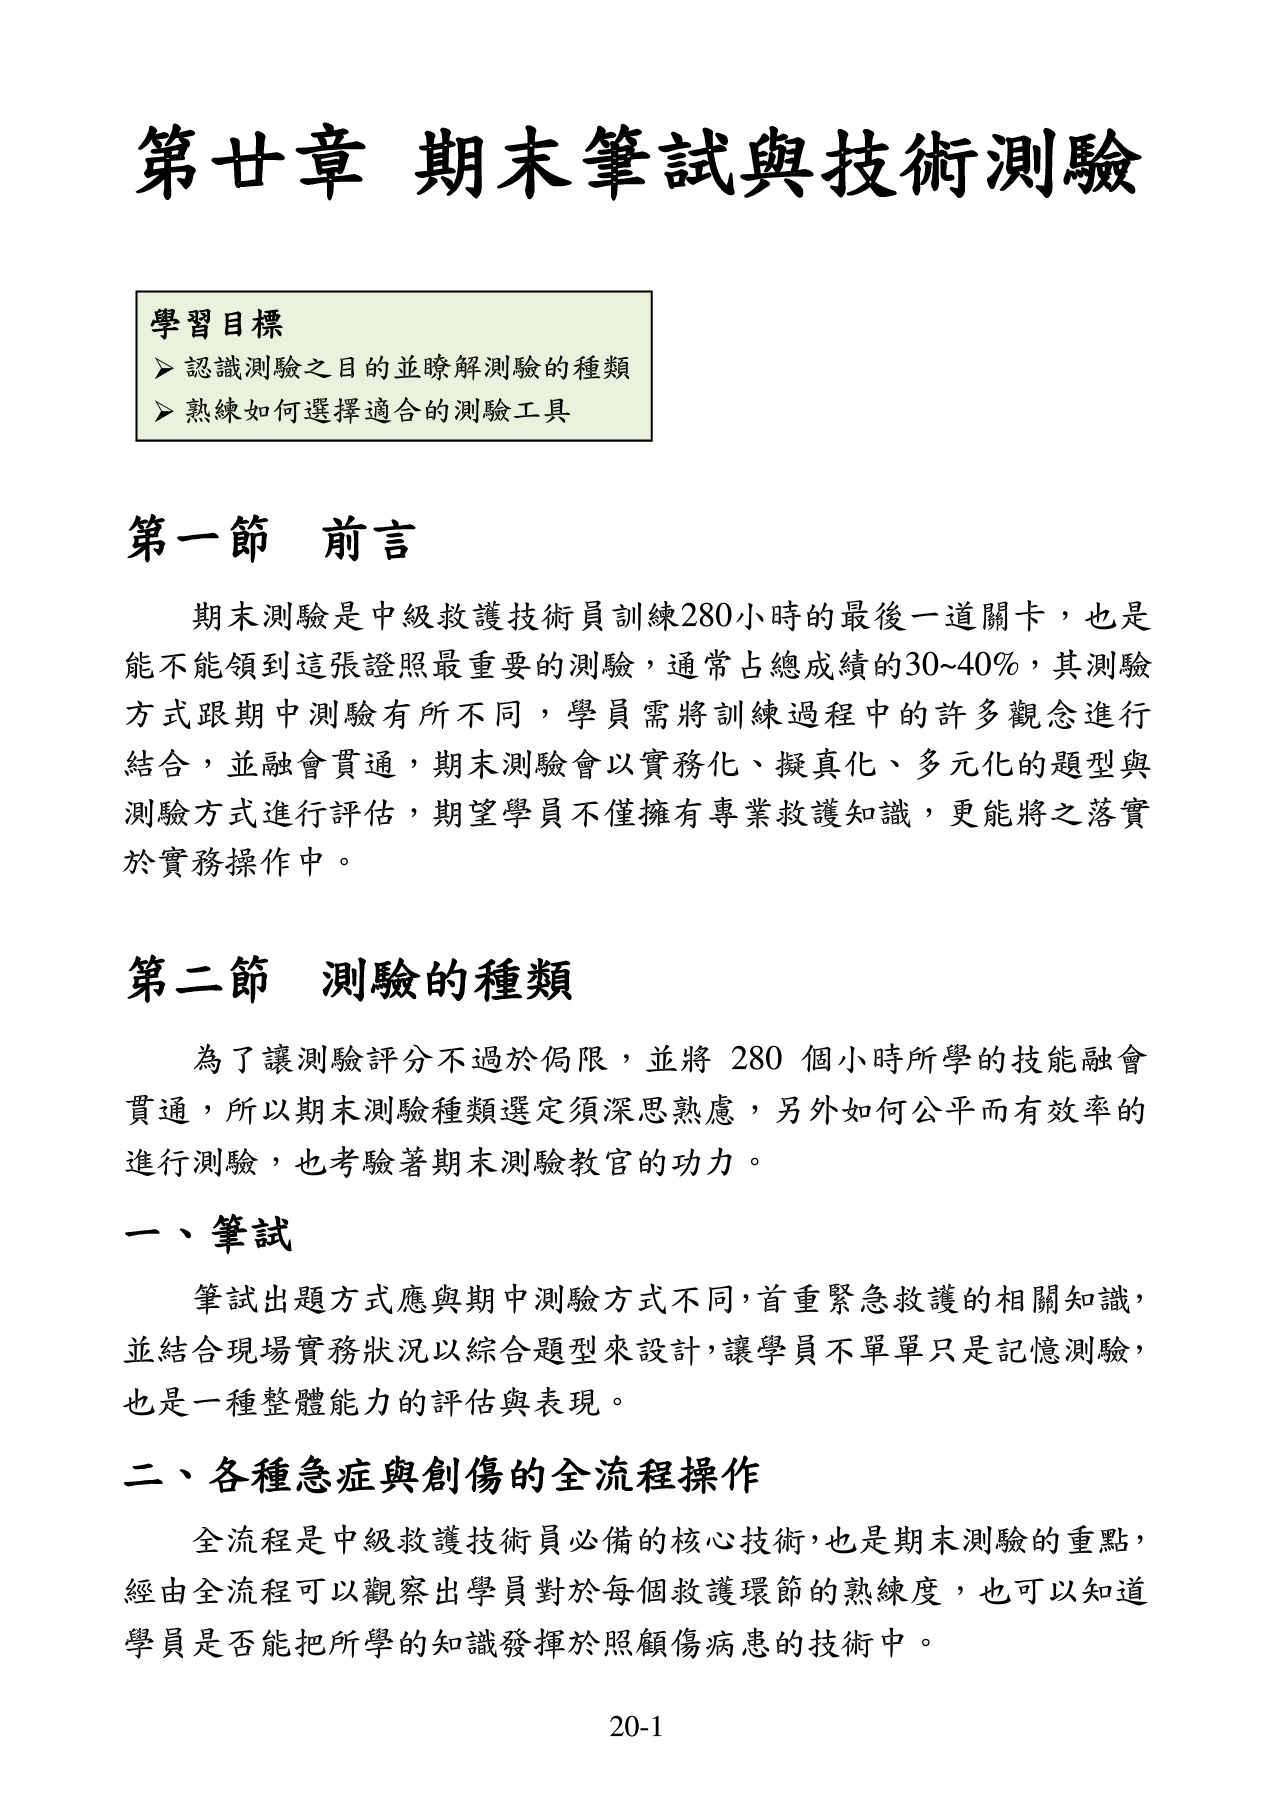 第廿章 期末筆試與技術測驗
學習目標
➢ 認識測驗之目的並瞭解測驗的種類
➢ 熟練如何選擇適合的測驗工具
第一節　前言
期末測驗是中級救護技術員訓練280小時的最後一道關卡，也是
能不能領到這張證照最重要的測驗，通常占總成績的30~40%，其測驗
方式跟期中測驗有所不同，學員需將訓練過程中的許多觀念進行
結合，並融會貫通，期末測驗會以實務化、擬真化、多元化的題型與
測驗方式進行評估，期望學員不僅擁有專業救護知識，更能將之落實
於實務操作中。
第二節　測驗的種類
為了讓測驗評分不過於侷限，並將 280 個小時所學的技能融會
貫通，所以期末測驗種類選定須深思熟慮，另外如何公平而有效率的
進行測驗，也考驗著期末測驗教官的功力。
一、筆試
筆試出題方式應與期中測驗方式不同，首重緊急救護的相關知識，
並結合現場實務狀況以綜合題型來設計，讓學員不單單只是記憶測驗，
也是一種整體能力的評估與表現。
二、各種急症與創傷的全流程操作
全流程是中級救護技術員必備的核心技術，也是期末測驗的重點，
經由全流程可以觀察出學員對於每個救護環節的熟練度，也可以知道
學員是否能把所學的知識發揮於照顧傷病患的技術中。
20-1